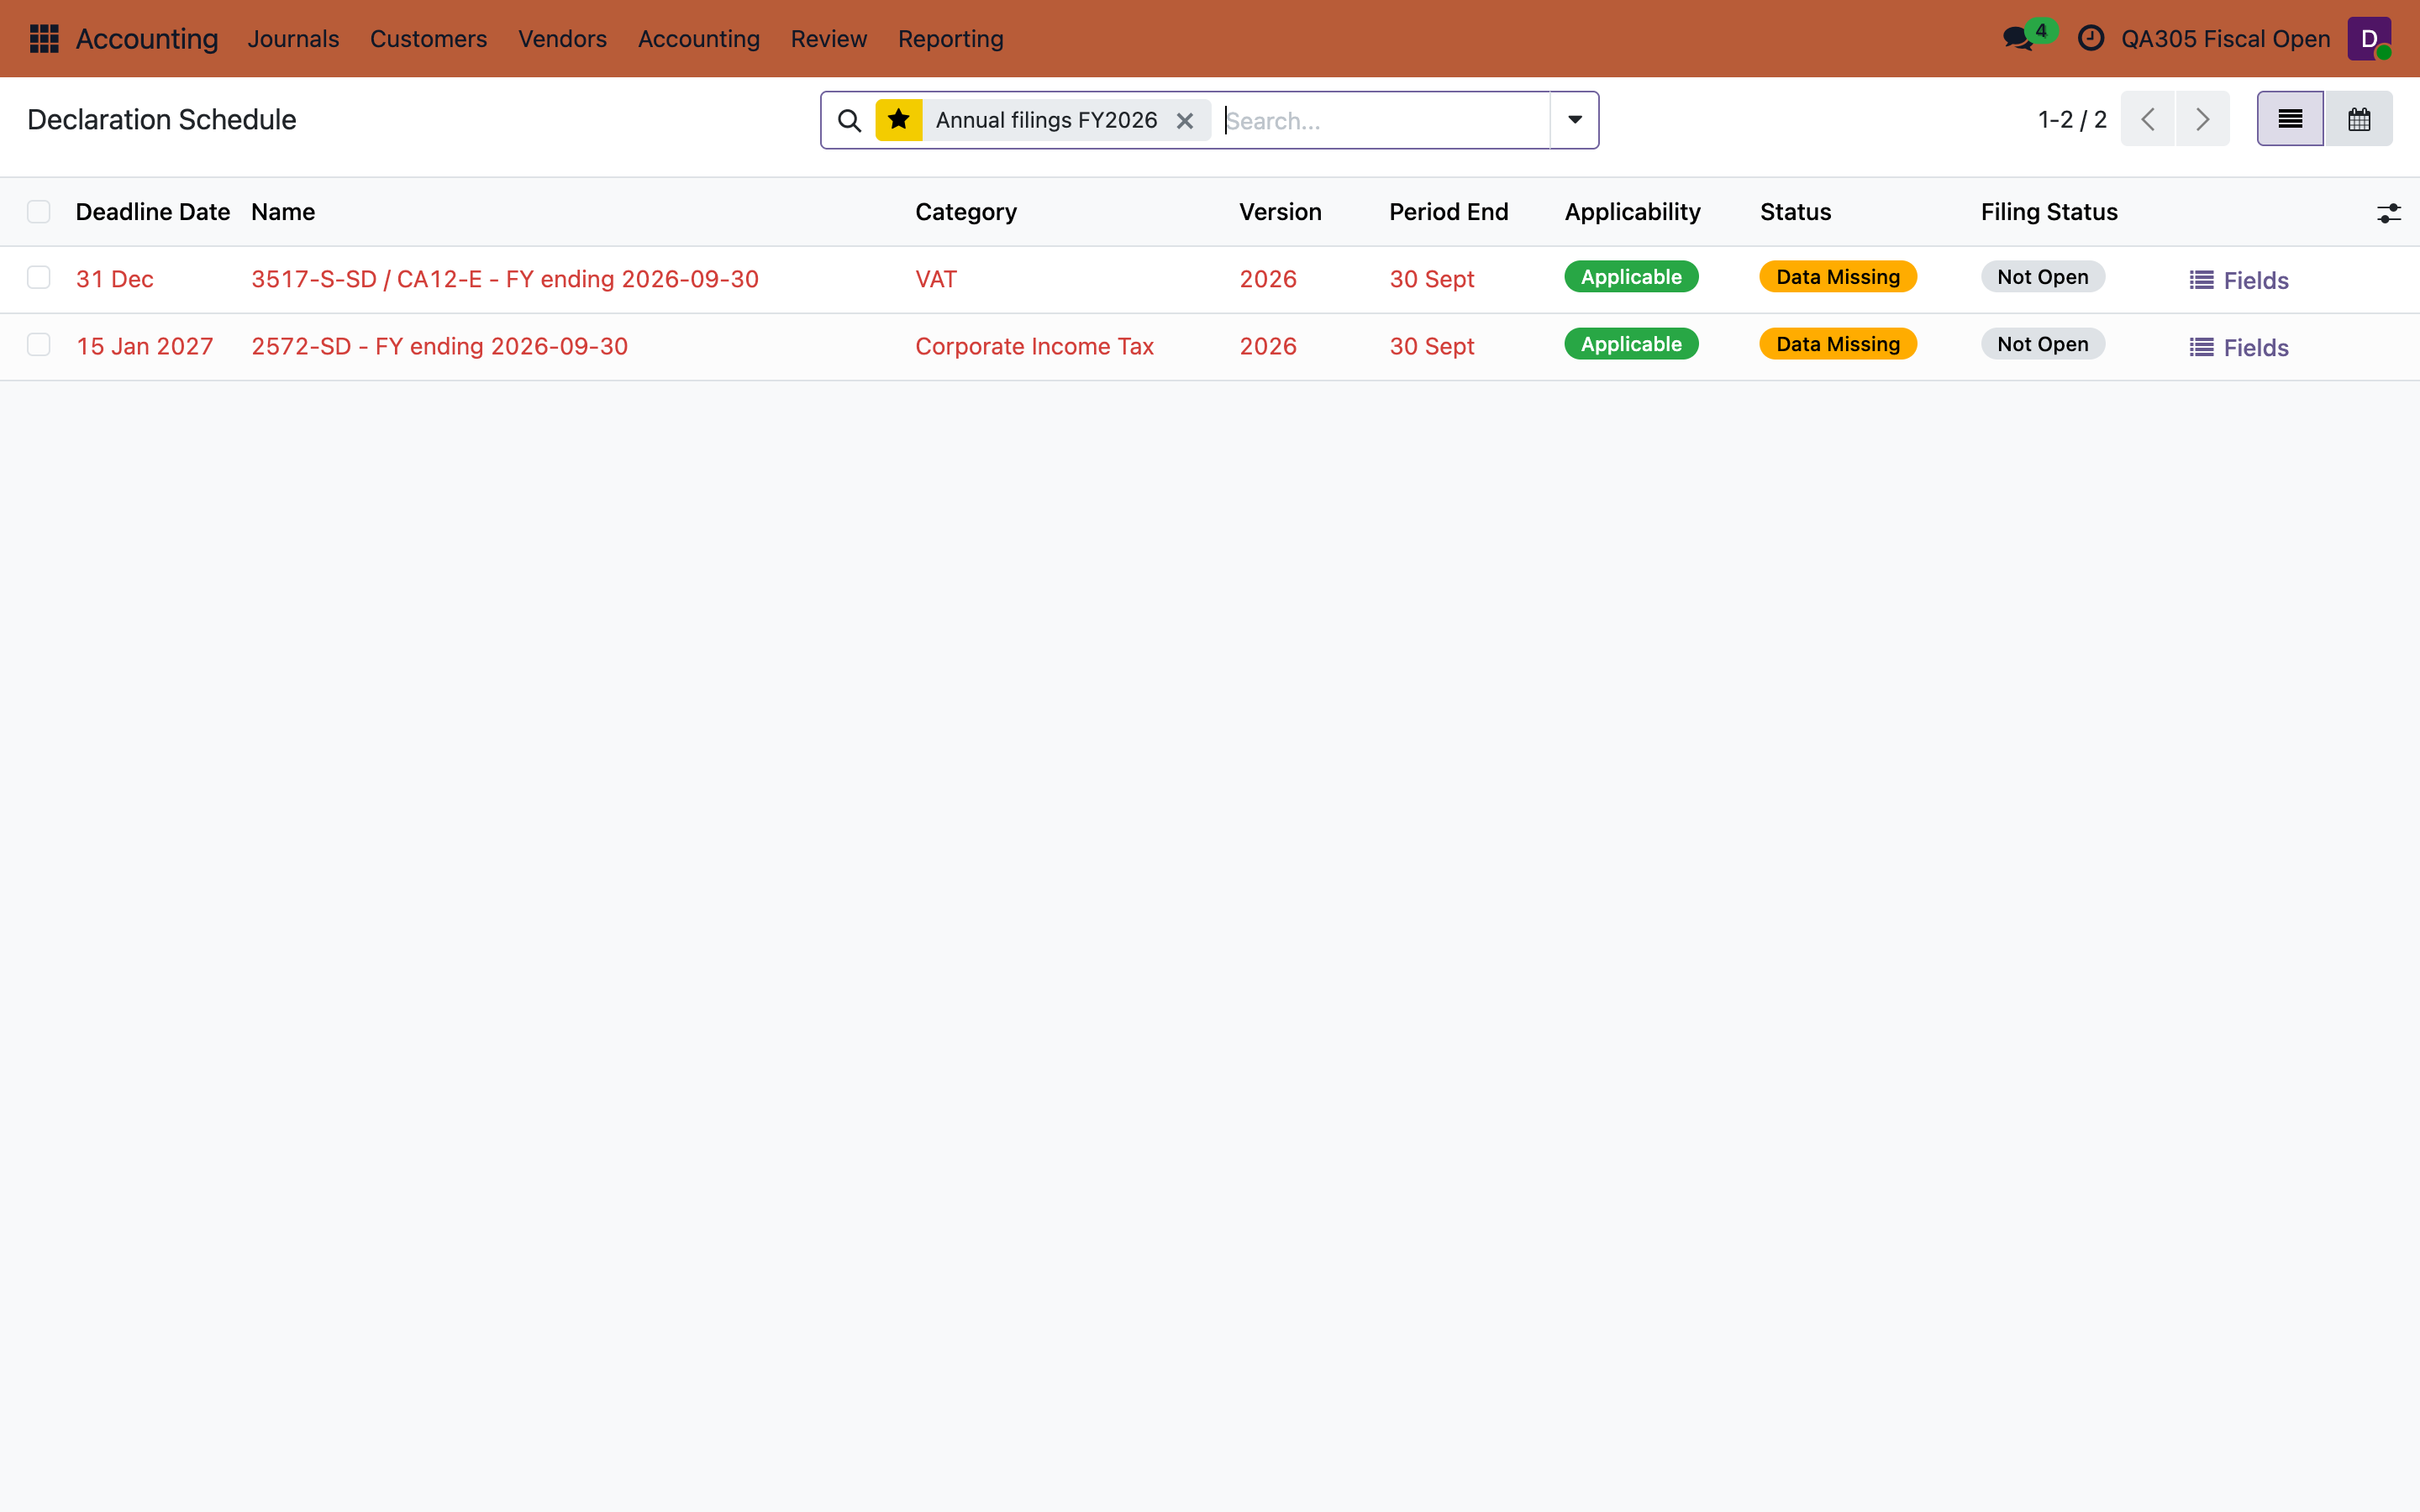 Accounting Journals Customers Vendors Accounting Review Reporting 4 QA305 Fiscal Open D
Declaration Schedule Annual filings FY2026 Search... 1-2 / 2
Deadline Date Name Category Version Period End Applicability Status Filing Status
31 Dec 3517-S-SD / CA12-E - FY ending 2026-09-30 VAT 2026 30 Sept Applicable Data Missing Not Open Fields
15 Jan 2027 2572-SD - FY ending 2026-09-30 Corporate Income Tax 2026 30 Sept Applicable Data Missing Not Open Fields